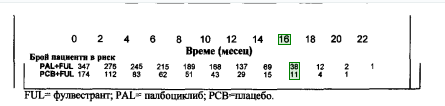 0 2 4 6 8 10 12 14 16 18 20 22
Време (месец)
Брой пациенти в риск
PAL+FUL 347 276 245 215 189 168 137 69 38 12 2 1
PCB+FUL 174 112 83 62 51 43 29 15 11 4 1
FUL= фулвестрант; PAL= палбоциклиб; PCB=плацебо.